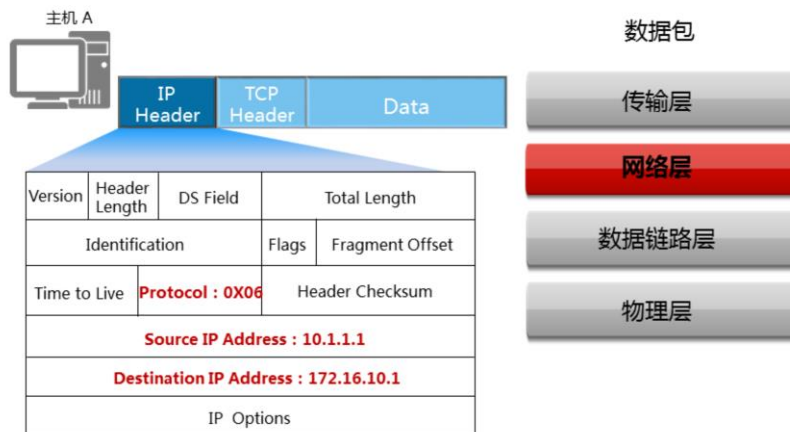 主机 A
数据包
IP
Header
TCP
Header
Data
传输层
网络层
数据链路层
物理层
Version
Header
Length
DS Field
Total Length
Identification
Flags
Fragment Offset
Time to Live
Protocol : 0X06
Header Checksum
Source IP Address : 10.1.1.1
Destination IP Address : 172.16.10.1
IP Options